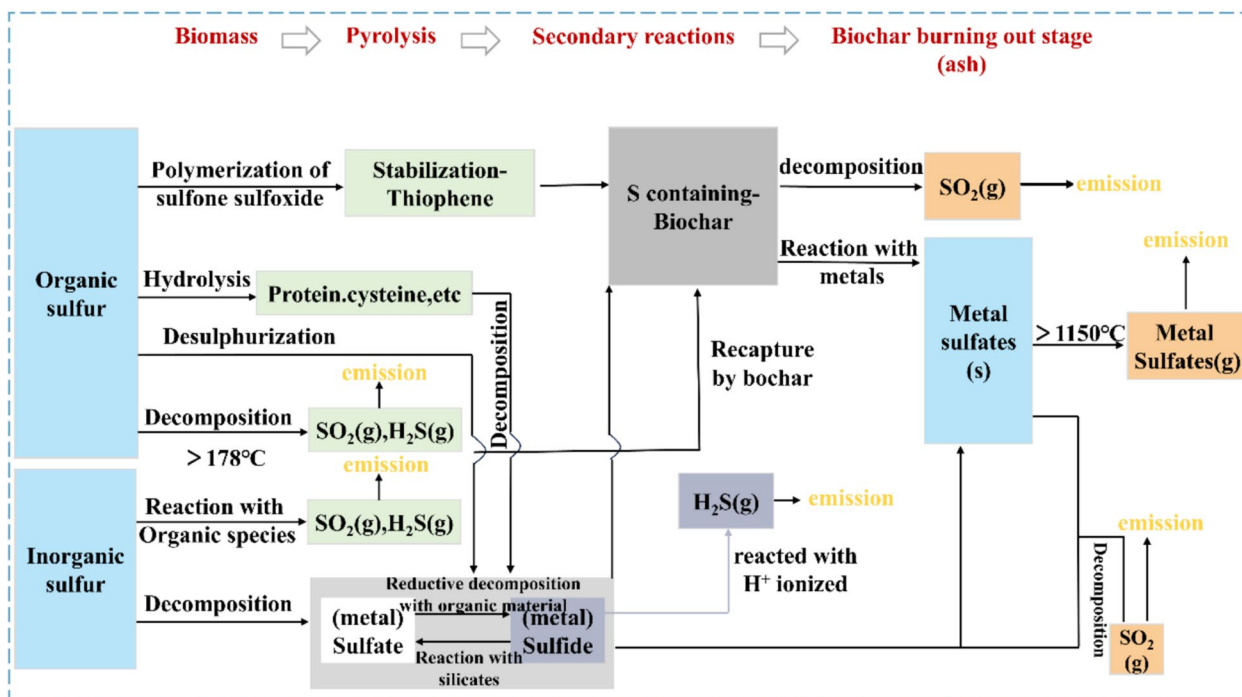 Biomass
Pyrolysis
Secondary reactions
Biochar burning out stage
(ash)
Organic
sulfur
Polymerization of
sulfone sulfoxide
Stabilization-
Thiophene
S containing-
Biochar
decomposition
SO₂(g)
emission
Reaction with
metals
Metal
sulfates
(s)
>1150°C
emission
Metal
Sulfates(g)
Hydrolysis
Protein.cysteine,etc
Decomposition
Desulphurization
Recapture
by bochar
emission
Decomposition
>178°C
SO₂(g),H₂S(g)
emission
Inorganic
sulfur
Reaction with
Organic species
SO₂(g),H₂S(g)
H₂S(g)
emission
reacted with
H⁺ ionized
Decomposition
Reductive decomposition
with organic material
(metal)
Sulfate
(metal)
Sulfide
Reaction with
silicates
emission
Decomposition
SO₂
(g)